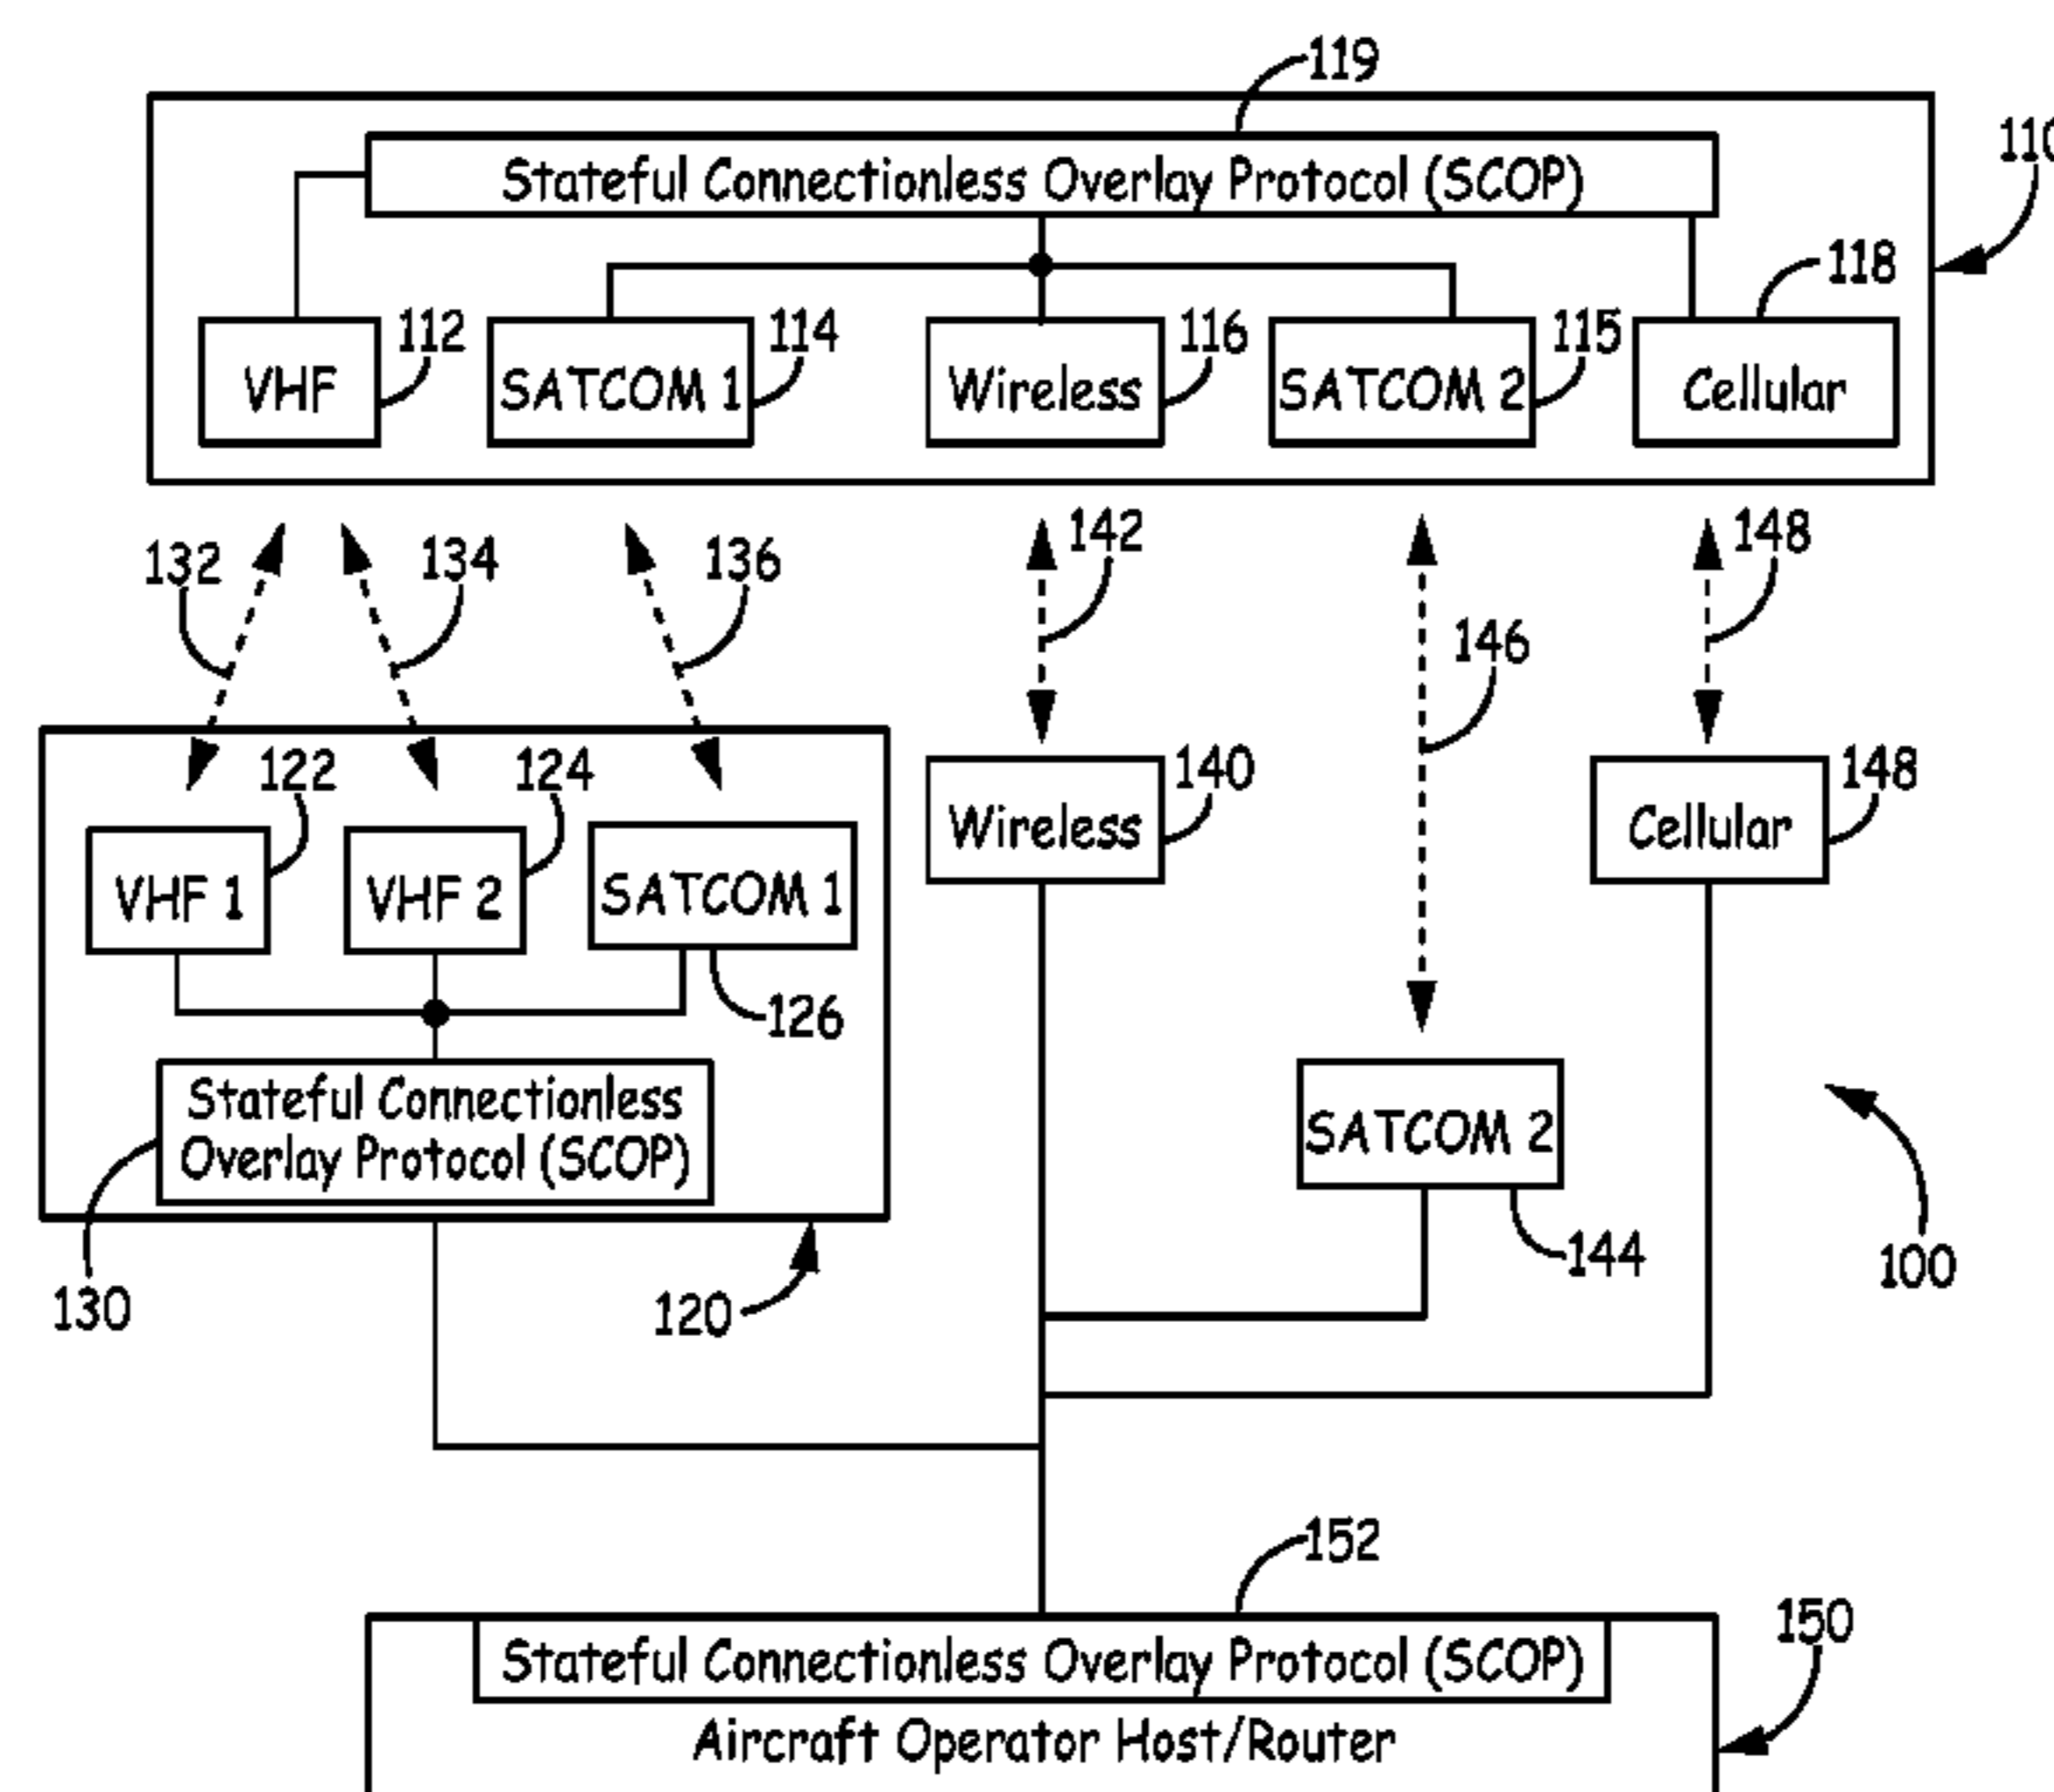 119
110
Stateful Connectionless Overlay Protocol (SCOP)
118
112
114
116
115
VHF
SATCOM 1
Wireless
SATCOM 2
Cellular
132
134
136
142
148
146
122
124
140
148
VHF 1
VHF 2
SATCOM 1
Wireless
Cellular
126
Stateful Connectionless
Overlay Protocol (SCOP)
SATCOM 2
130
120
144
100
152
150
Stateful Connectionless Overlay Protocol (SCOP)
Aircraft Operator Host/Router